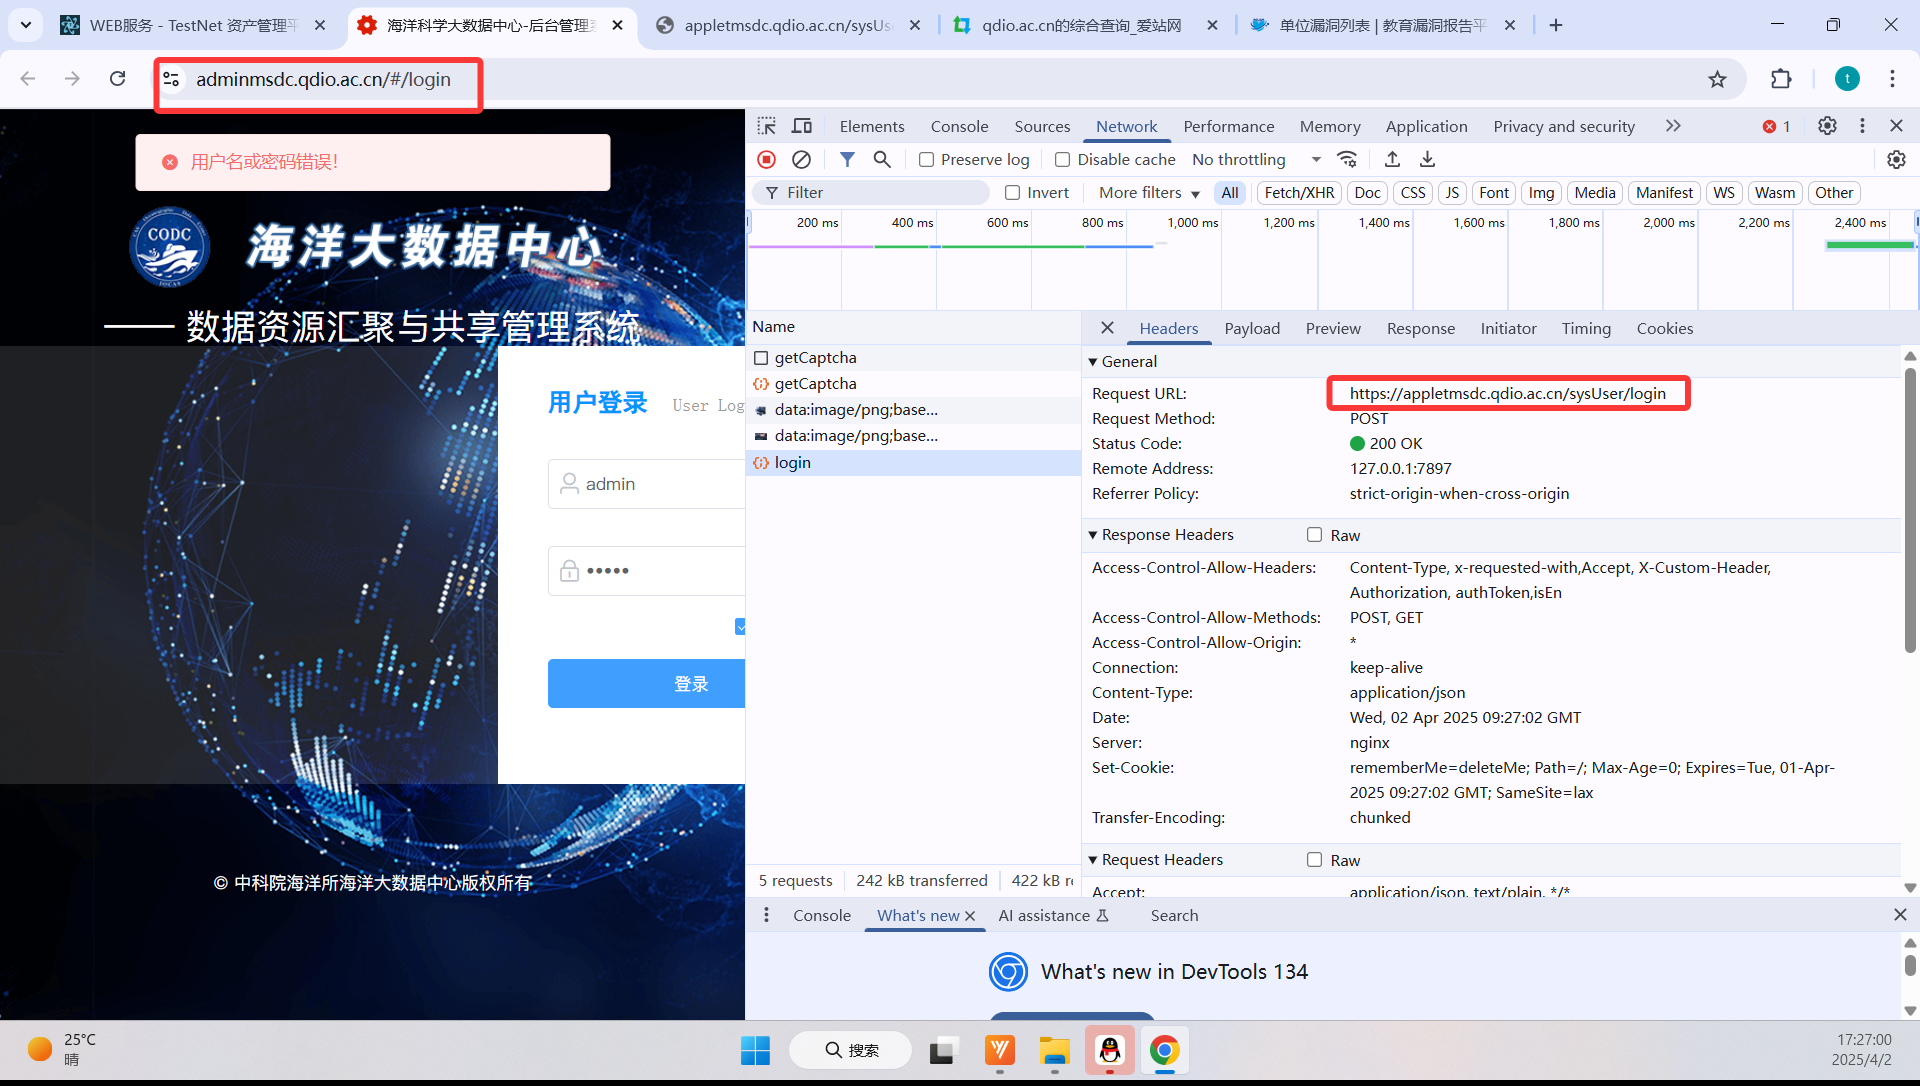 WEB服务 - TestNet 资产管理平
海洋科学大数据中心-后台管理系
appletmsdc.qdio.ac.cn/sysUse
qdio.ac.cn的综合查询_爱站网
单位漏洞列表 | 教育漏洞报告平
adminmsdc.qdio.ac.cn/#/login
t
用户名或密码错误!
CODC
海洋大数据中心
—— 数据资源汇聚与共享管理系统
用户登录 User Log
admin
•••••
登录
© 中科院海洋所海洋大数据中心版权所有
Elements Console Sources Network Performance Memory Application Privacy and security 1
Preserve log Disable cache No throttling
Filter Invert More filters All Fetch/XHR Doc CSS JS Font Img Media Manifest WS Wasm Other
200 ms 400 ms 600 ms 800 ms 1,000 ms 1,200 ms 1,400 ms 1,600 ms 1,800 ms 2,000 ms 2,200 ms 2,400 ms
Name
getCaptcha
getCaptcha
data:image/png;base...
data:image/png;base...
login
5 requests 242 kB transferred 422 kB re
Headers Payload Preview Response Initiator Timing Cookies
General
Request URL: https://appletmsdc.qdio.ac.cn/sysUser/login
Request Method: POST
Status Code: 200 OK
Remote Address: 127.0.0.1:7897
Referrer Policy: strict-origin-when-cross-origin
Response Headers Raw
Access-Control-Allow-Headers: Content-Type, x-requested-with,Accept, X-Custom-Header,
Authorization, authToken,isEn
Access-Control-Allow-Methods: POST, GET
Access-Control-Allow-Origin: *
Connection: keep-alive
Content-Type: application/json
Date: Wed, 02 Apr 2025 09:27:02 GMT
Server: nginx
Set-Cookie: rememberMe=deleteMe; Path=/; Max-Age=0; Expires=Tue, 01-Apr-
2025 09:27:02 GMT; SameSite=lax
Transfer-Encoding: chunked
Request Headers Raw
Accept: application/json, text/plain, */*
Console What's new AI assistance Search
What's new in DevTools 134
25°C
晴
搜索
17:27:00
2025/4/2